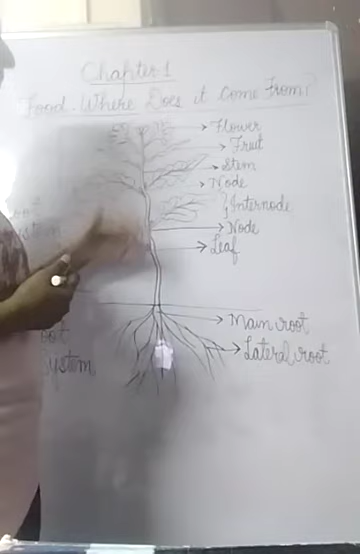 Chapter 1
Food-Where Does it Come From?
Flower
Fruit
Stem
Node
Internode
Node
Leaf
Main root
Lateral root
System